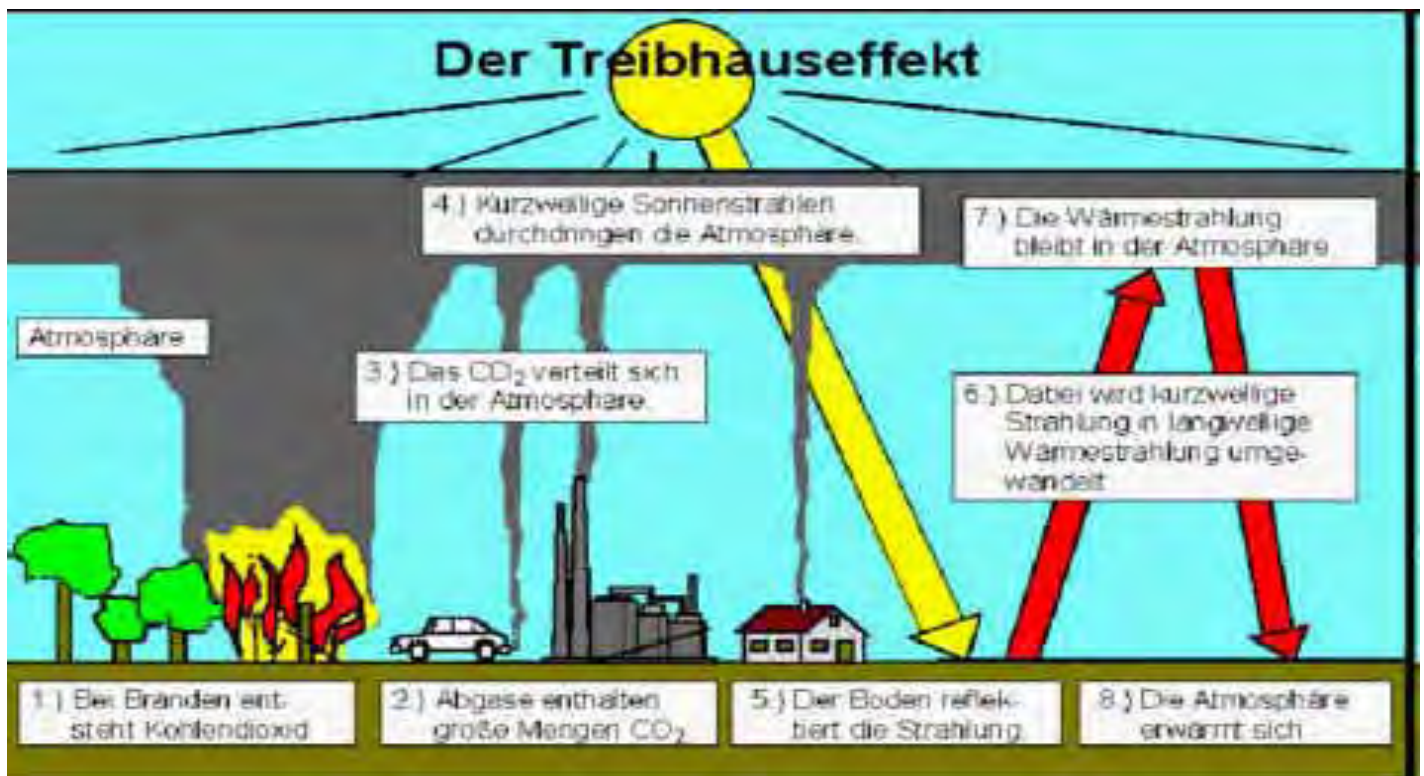 Der Treibhauseffekt
4.) Kurzwellige Sonnenstrahlen
durchdringen die Atmosphäre.
7.) Die Wärmestrahlung
bleibt in der Atmosphäre
Atmosphäre
3.) Das CO₂ verteilt sich
in der Atmosphäre.
6.) Dabei wird kurzwellige
Strahlung in langwellige
Wärmestrahlung umge-
wandelt
1.) Bei Bränden ent-
steht Kohlendioxid
2.) Abgase enthalten
große Mengen CO₂
5.) Der Boden reflek-
tiert die Strahlung.
8.) Die Atmosphäre
erwärmt sich